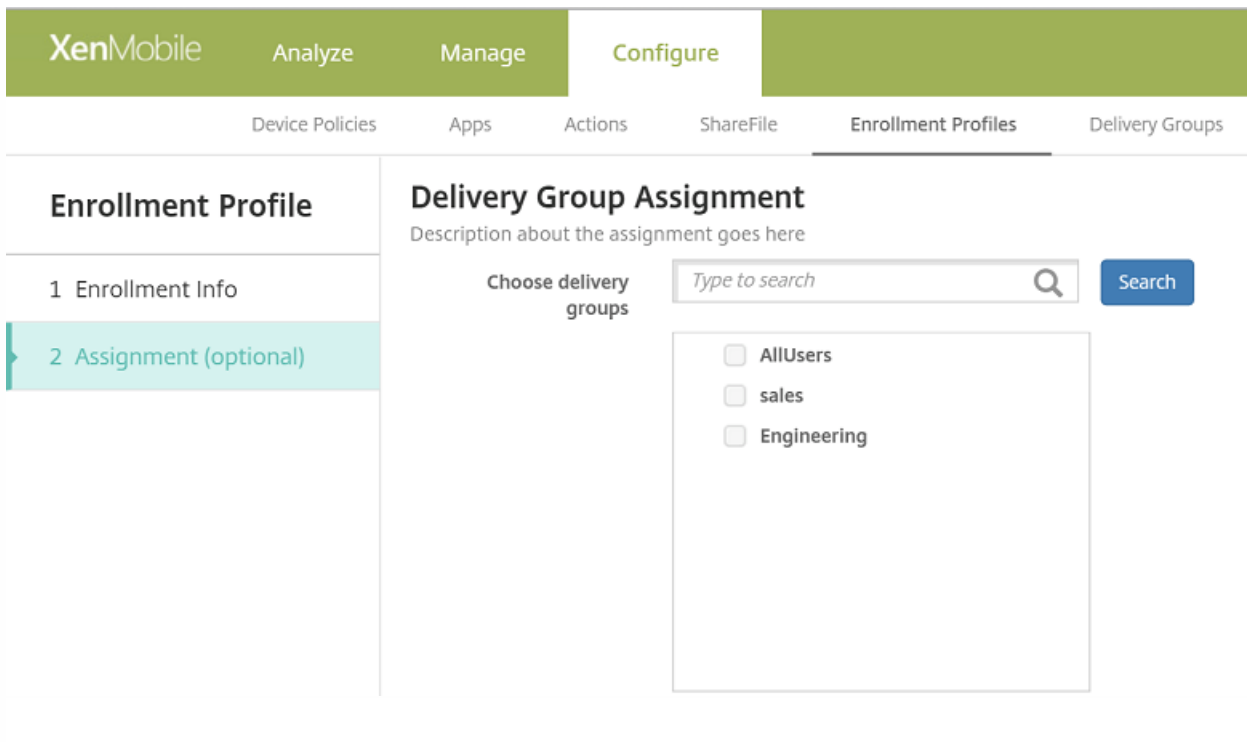 XenMobile Analyze Manage Configure
Device Policies Apps Actions ShareFile Enrollment Profiles Delivery Groups
Enrollment Profile
1 Enrollment Info
2 Assignment (optional)
Delivery Group Assignment
Description about the assignment goes here
Choose delivery
groups
Type to search
Search
AllUsers
sales
Engineering